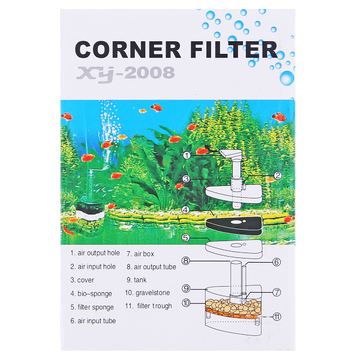 CORNER FILTER
XY-2008
1. air output hole
2. air input hole
3. cover
4. bio-sponge
5. filter sponge
6. air input tube
7. air box
8. air output tube
9. tank
10. gravelstone
11. filter trough
1
2
3
4
5
6
8
9
7
10
11